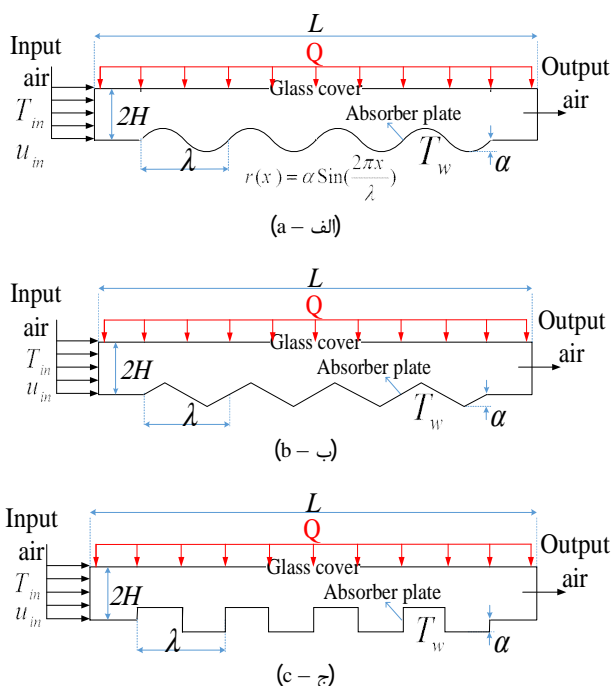 L
Input
air
Q
Output
air
Glass cover
T_in
2H
Absorber plate
u_in
T_w
λ
α
r(x) = α Sin(2πx/λ)
(الف – a)
L
Input
air
Q
Output
air
Glass cover
T_in
2H
Absorber plate
u_in
T_w
λ
α
(ب – b)
L
Input
air
Q
Output
air
Glass cover
T_in
2H
Absorber plate
u_in
T_w
λ
α
(ج – c)